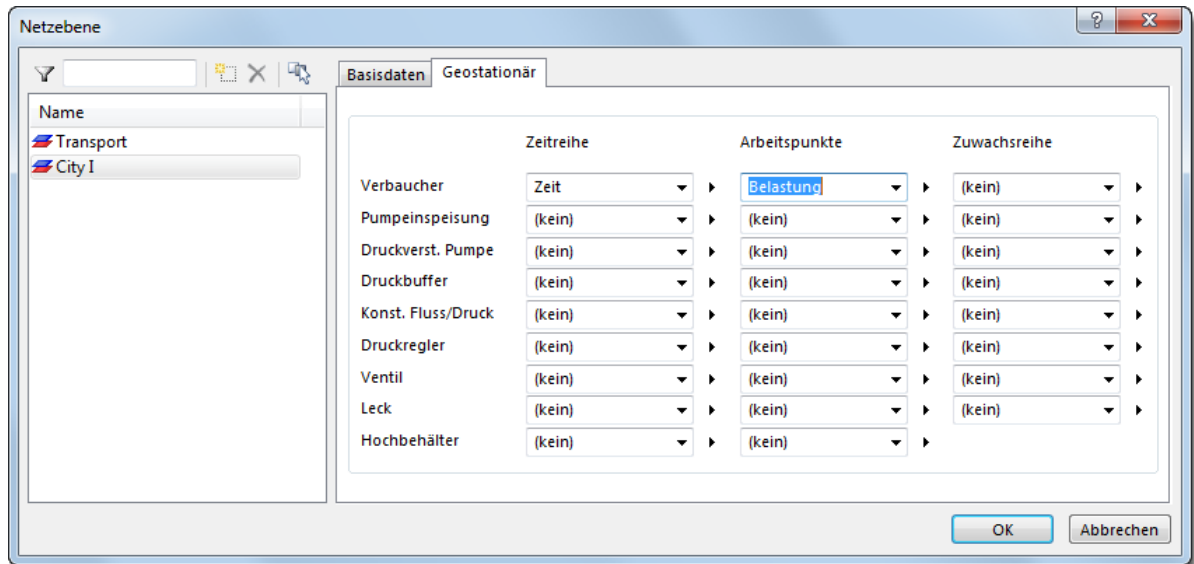 Netzebene
Basisdaten Geostationär
Name
Transport
City I
Zeitreihe Arbeitspunkte Zuwachsreihe
Verbaucher Zeit Belastung (kein)
Pumpeinspeisung (kein) (kein) (kein)
Druckverst. Pumpe (kein) (kein) (kein)
Druckbuffer (kein) (kein) (kein)
Konst. Fluss/Druck (kein) (kein) (kein)
Druckregler (kein) (kein) (kein)
Ventil (kein) (kein) (kein)
Leck (kein) (kein) (kein)
Hochbehälter (kein) (kein)
OK Abbrechen